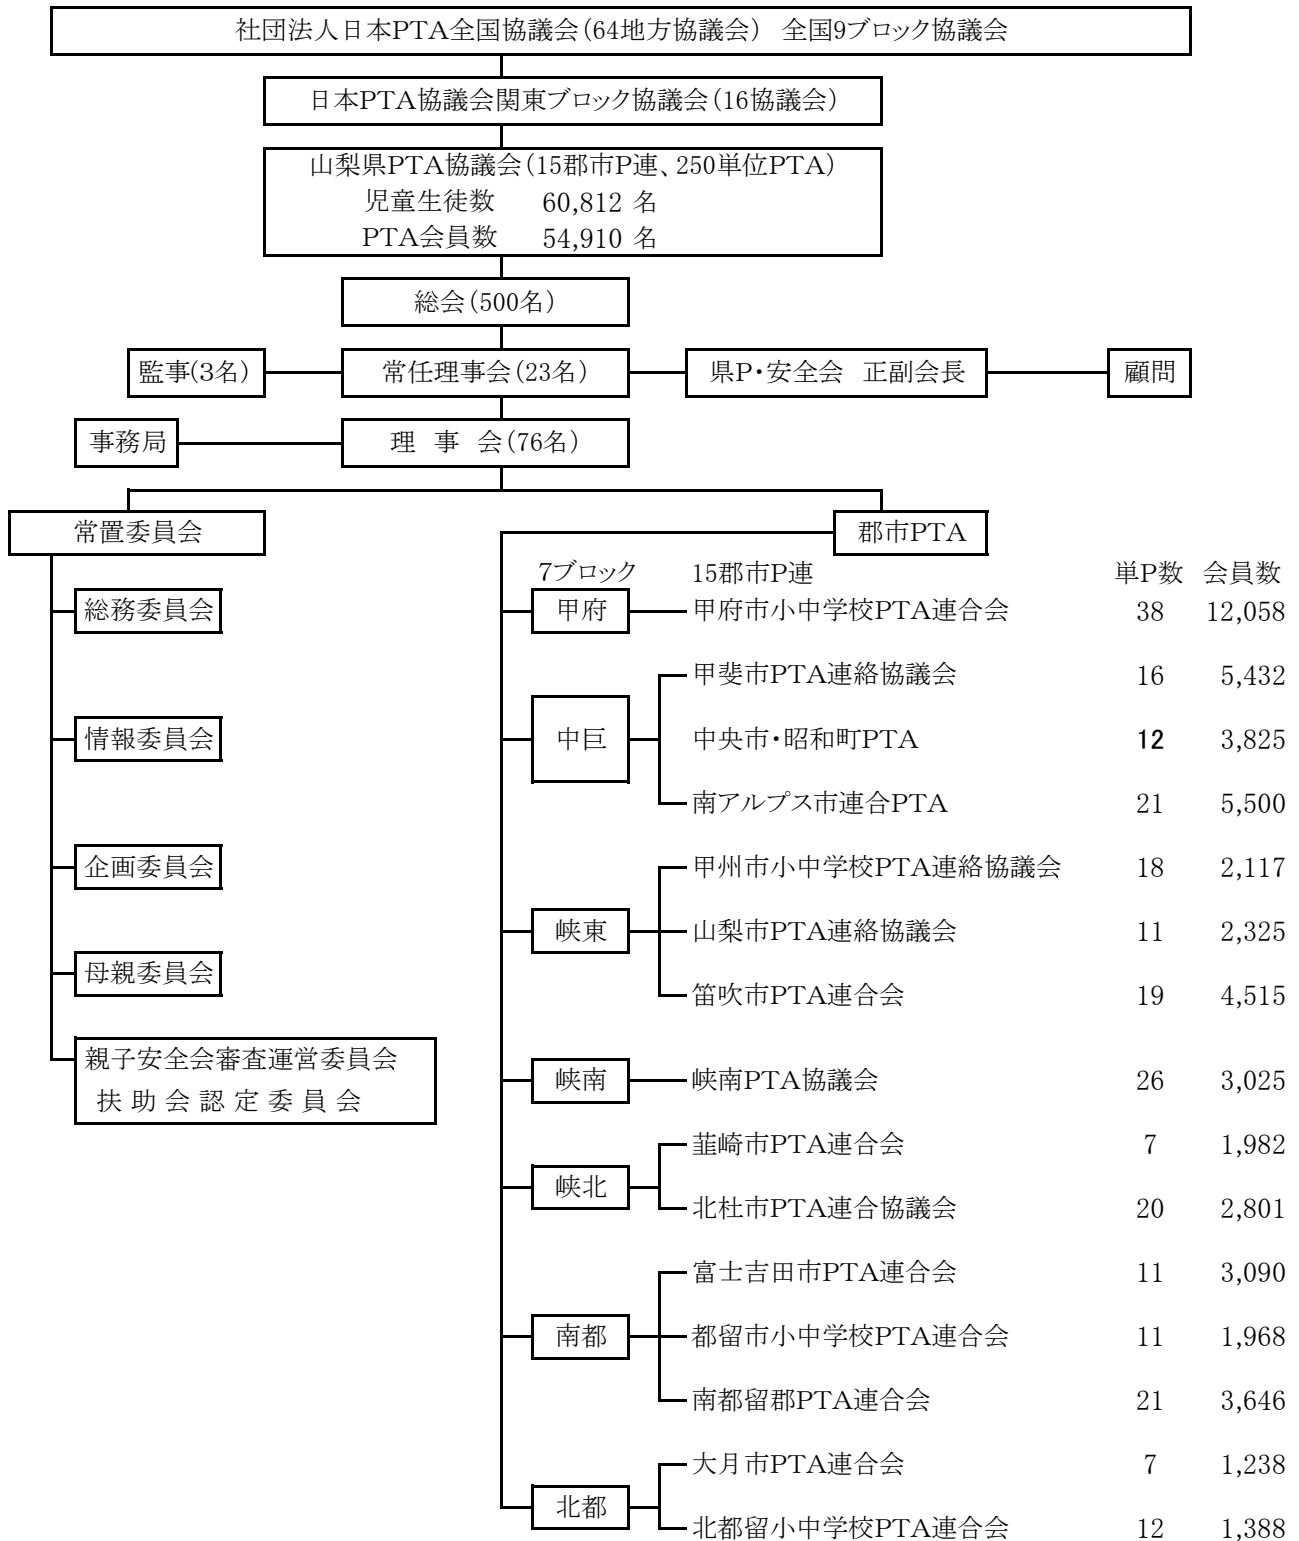 社団法人日本PTA全国協議会(64地方協議会)　全国9ブロック協議会
日本PTA協議会関東ブロック協議会(16協議会)
山梨県PTA協議会(15郡市P連、250単位PTA)
児童生徒数　60,812 名
PTA会員数　54,910 名
総会(500名)
監事(3名)　常任理事会(23名)　県P・安全会　正副会長　顧問
事務局　理　事　会(76名)
常置委員会
総務委員会
情報委員会
企画委員会
母親委員会
親子安全会審査運営委員会
扶 助 会 認 定 委 員 会
郡市PTA
7ブロック　15郡市P連　単P数　会員数
甲府　甲府市小中学校PTA連合会　38　12,058
甲斐市PTA連絡協議会　16　5,432
中巨　中央市・昭和町PTA　12　3,825
南アルプス市連合PTA　21　5,500
甲州市小中学校PTA連絡協議会　18　2,117
峡東　山梨市PTA連絡協議会　11　2,325
笛吹市PTA連合会　19　4,515
峡南　峡南PTA協議会　26　3,025
韮崎市PTA連合会　7　1,982
峡北
北杜市PTA連合協議会　20　2,801
富士吉田市PTA連合会　11　3,090
南都　都留市小中学校PTA連合会　11　1,968
南都留郡PTA連合会　21　3,646
大月市PTA連合会　7　1,238
北都
北都留小中学校PTA連合会　12　1,388